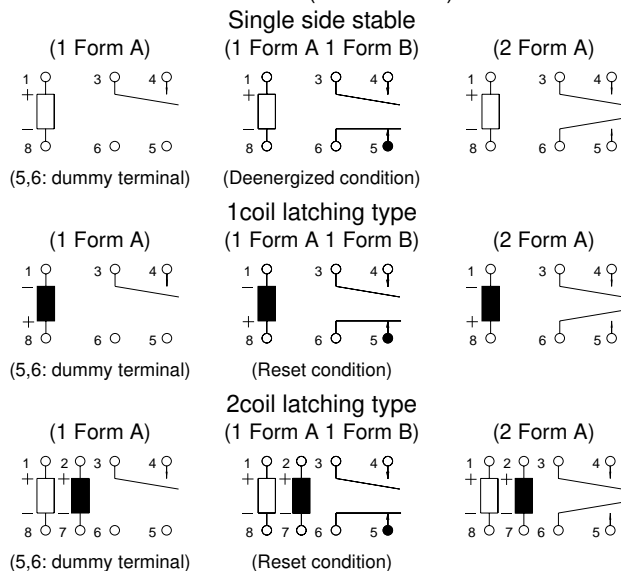 Single side stable
(1 Form A) (1 Form A 1 Form B) (2 Form A)
1 3 4 1 3 4 1 3 4
+ + +
− − −
8 6 5 8 6 5 8 6 5
(5,6: dummy terminal) (Deenergized condition)
1coil latching type
(1 Form A) (1 Form A 1 Form B) (2 Form A)
1 3 4 1 3 4 1 3 4
− − −
+ + +
8 6 5 8 6 5 8 6 5
(5,6: dummy terminal) (Reset condition)
2coil latching type
(1 Form A) (1 Form A 1 Form B) (2 Form A)
1 2 3 4 1 2 3 4 1 2 3 4
+ + + + + +
− − − − − −
8 7 6 5 8 7 6 5 8 7 6 5
(5,6: dummy terminal) (Reset condition)